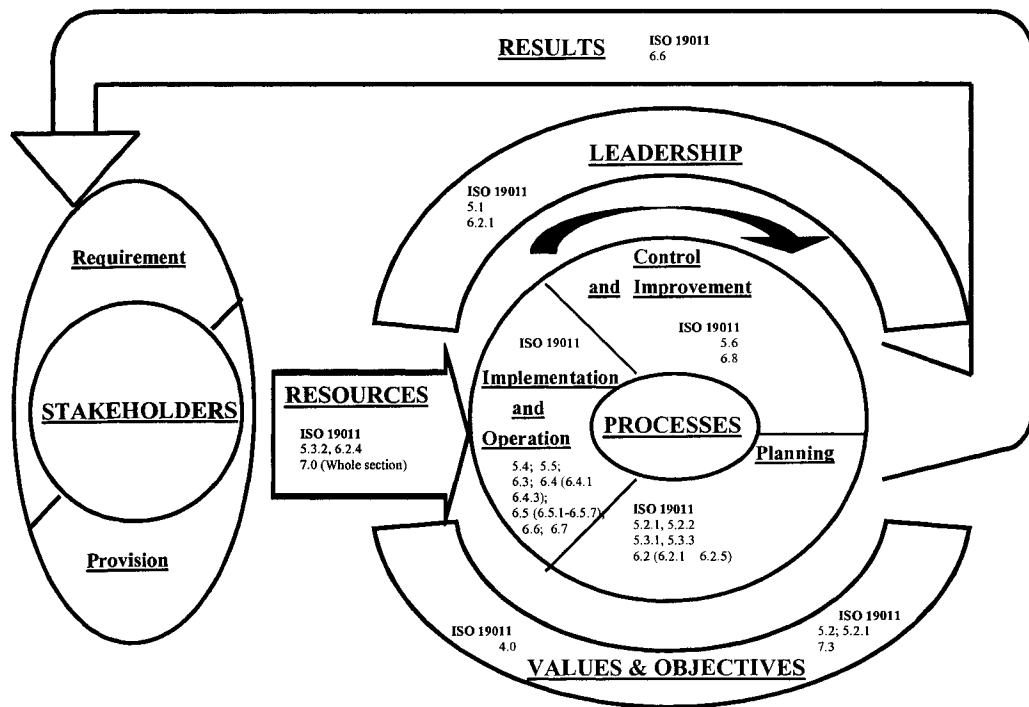 RESULTS
ISO 19011
6.6
LEADERSHIP
ISO 19011
5.1
6.2.1
Requirement
STAKEHOLDERS
Provision
RESOURCES
ISO 19011
5.3.2, 6.2.4
7.0 (Whole section)
Control
and Improvement
ISO 19011
5.6
6.8
ISO 19011
Implementation
and
Operation
5.4; 5.5;
6.3; 6.4 (6.4.1
6.4.3);
6.5 (6.5.1-6.5.7),
6.6; 6.7
PROCESSES
Planning
ISO 19011
5.2.1, 5.2.2
5.3.1, 5.3.3
6.2 (6.2.1 6.2.5)
ISO 19011
4.0
ISO 19011
5.2; 5.2.1
7.3
VALUES & OBJECTIVES